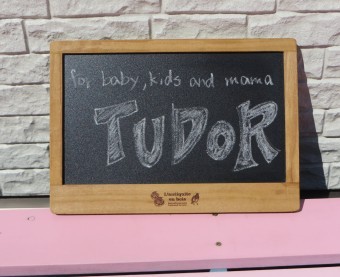 for baby, kids and mama
TUDOR